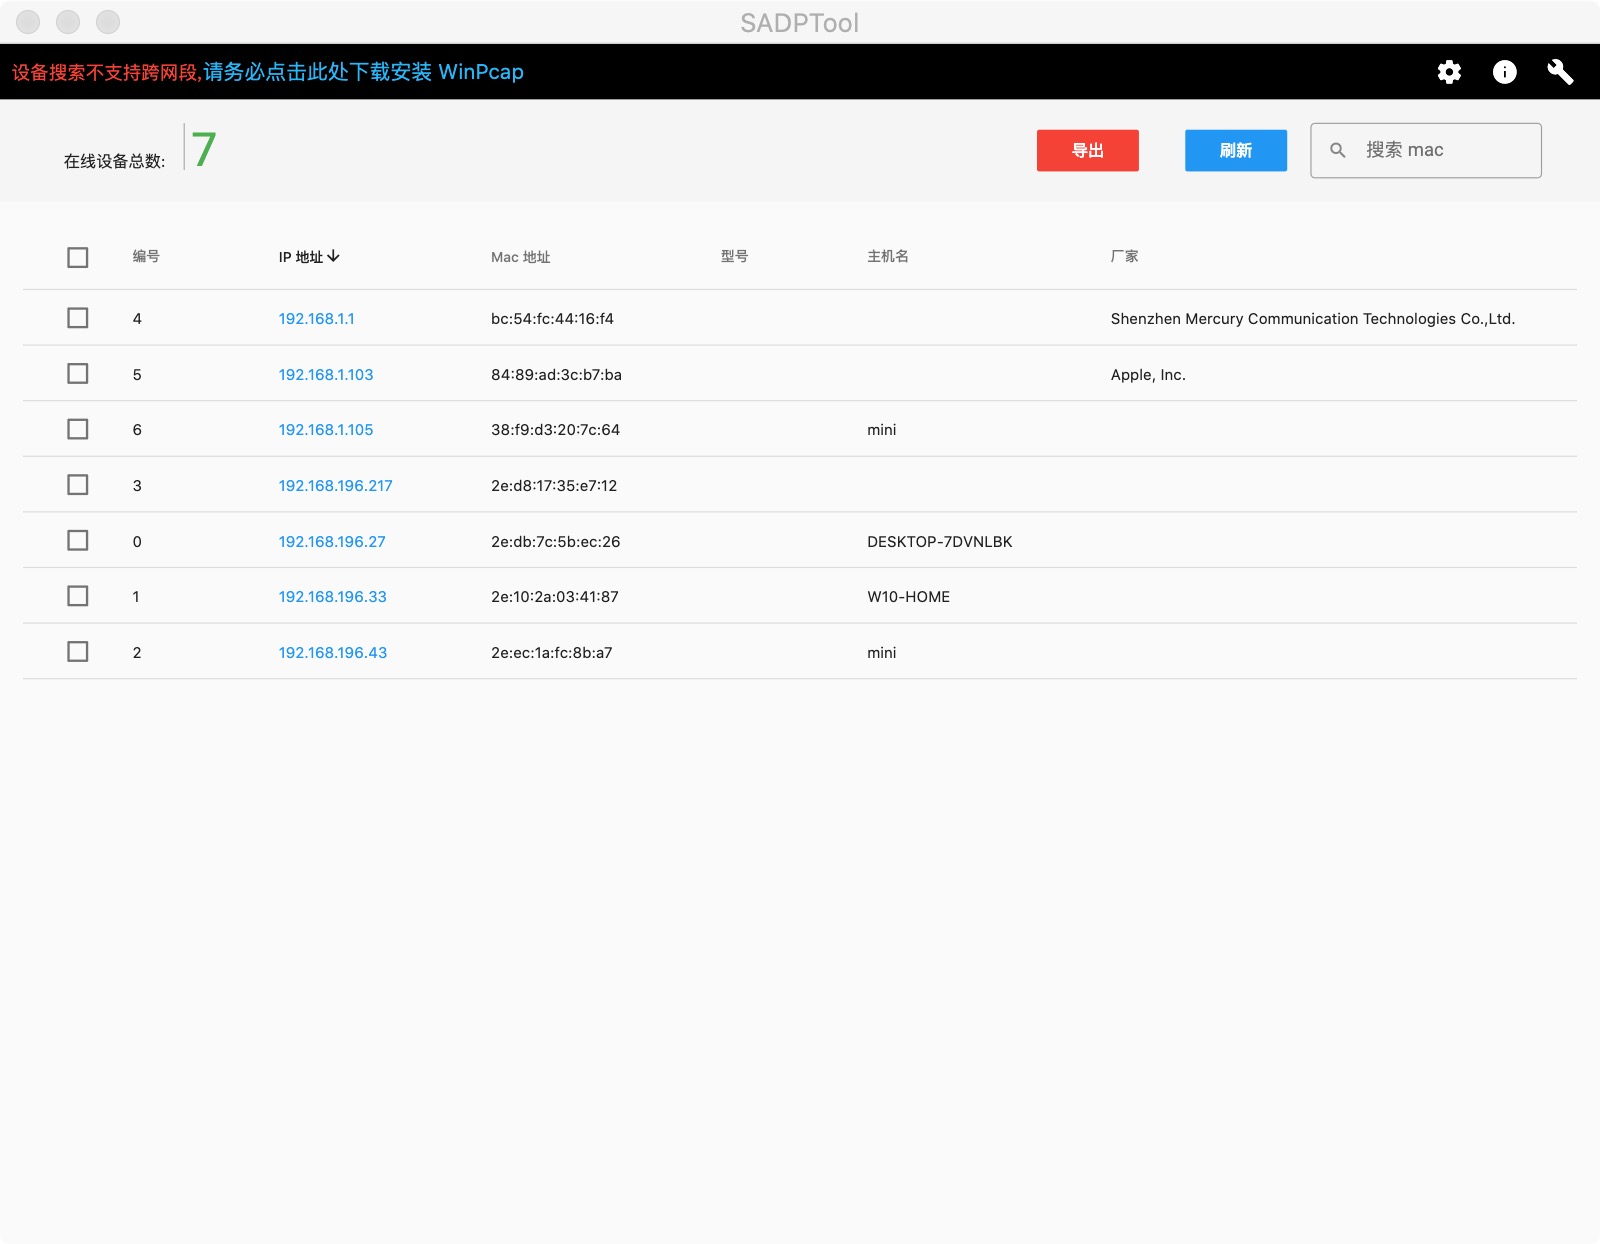 SADPTool
设备搜索不支持跨网段,请务必点击此处下载安装 WinPcap
在线设备总数: 7 导出 刷新 搜索 mac
编号 IP 地址 Mac 地址 型号 主机名 厂家
4 192.168.1.1 bc:54:fc:44:16:f4 Shenzhen Mercury Communication Technologies Co.,Ltd.
5 192.168.1.103 84:89:ad:3c:b7:ba Apple, Inc.
6 192.168.1.105 38:f9:d3:20:7c:64 mini
3 192.168.196.217 2e:d8:17:35:e7:12
0 192.168.196.27 2e:db:7c:5b:ec:26 DESKTOP-7DVNLBK
1 192.168.196.33 2e:10:2a:03:41:87 W10-HOME
2 192.168.196.43 2e:ec:1a:fc:8b:a7 mini